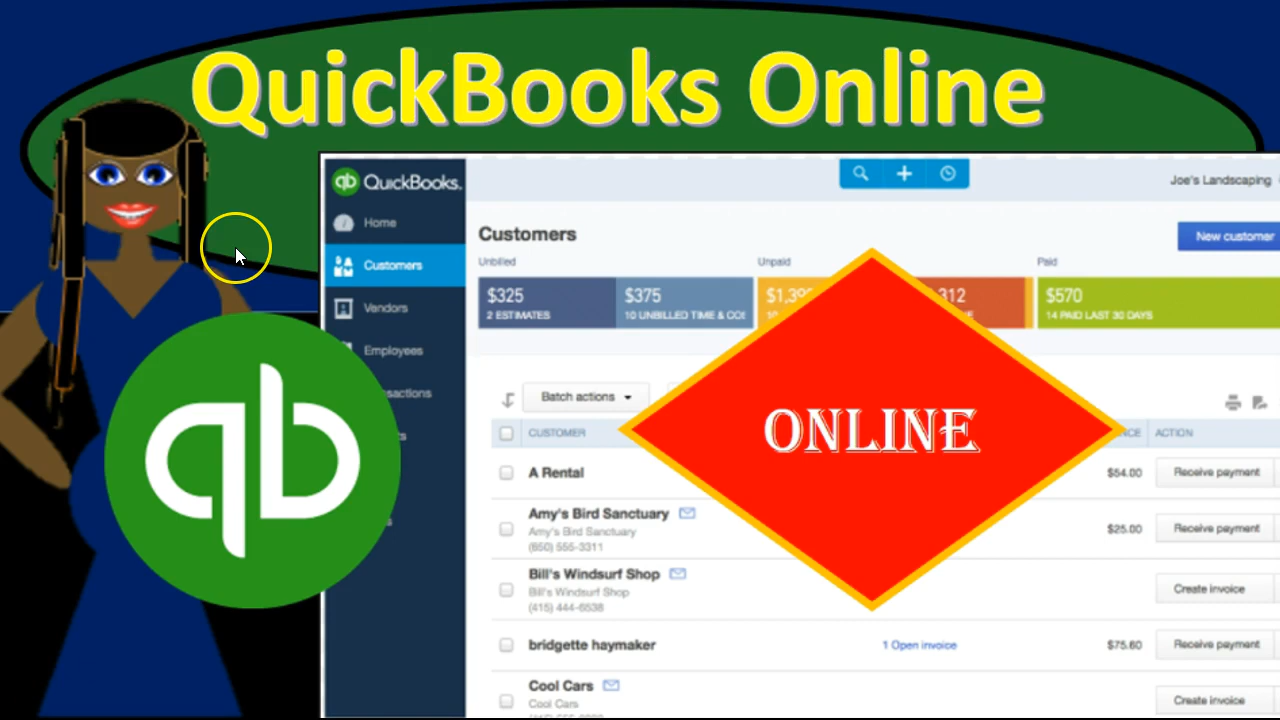 QuickBooks Online
qb QuickBooks.
Joe's Landscaping
Home
Customers
Vendors
Employees
Customers
New customer
Unbilled
Unpaid
Paid
$325
2 ESTIMATES
$375
10 UNBILLED TIME &
$570
14 PAID LAST 30 DAYS
Batch actions
ONLINE
CUSTOMER
ACTION
A Rental
$54.00
Receive payment
Amy's Bird Sanctuary
Amy's Bird Sanctuary
(650) 555-3311
$25.00
Receive payment
Bill's Windsurf Shop
Bill's Windsurf Shop
(415) 444-6538
Create invoice
bridgette haymaker
1 Open invoice
$75.60
Receive payment
Cool Cars
Cool Cars
Create invoice
qb